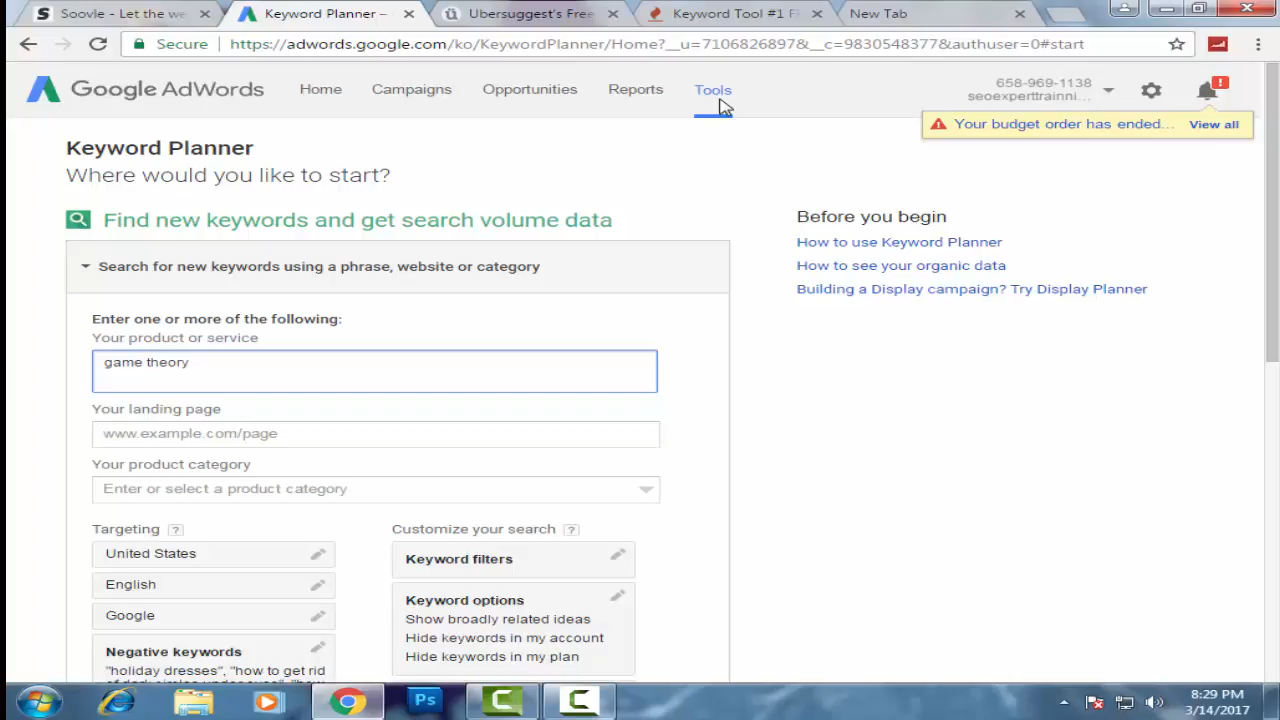 Soovle - Let the we
Keyword Planner –
Ubersuggest's Free
Keyword Tool #1 F
New Tab
Secure
https://adwords.google.com/ko/KeywordPlanner/Home?__u=7106826897&__c=9830548377&authuser=0#start
Google AdWords
Home
Campaigns
Opportunities
Reports
Tools
658-969-1138
seoexperttrainni...
Your budget order has ended...
View all
Keyword Planner
Where would you like to start?
Find new keywords and get search volume data
Search for new keywords using a phrase, website or category
Enter one or more of the following:
Your product or service
game theory
Your landing page
www.example.com/page
Your product category
Enter or select a product category
Targeting ?
United States
English
Google
Negative keywords
"holiday dresses", "how to get rid
Customize your search ?
Keyword filters
Keyword options
Show broadly related ideas
Hide keywords in my account
Hide keywords in my plan
Before you begin
How to use Keyword Planner
How to see your organic data
Building a Display campaign? Try Display Planner
Ps
8:29 PM
3/14/2017